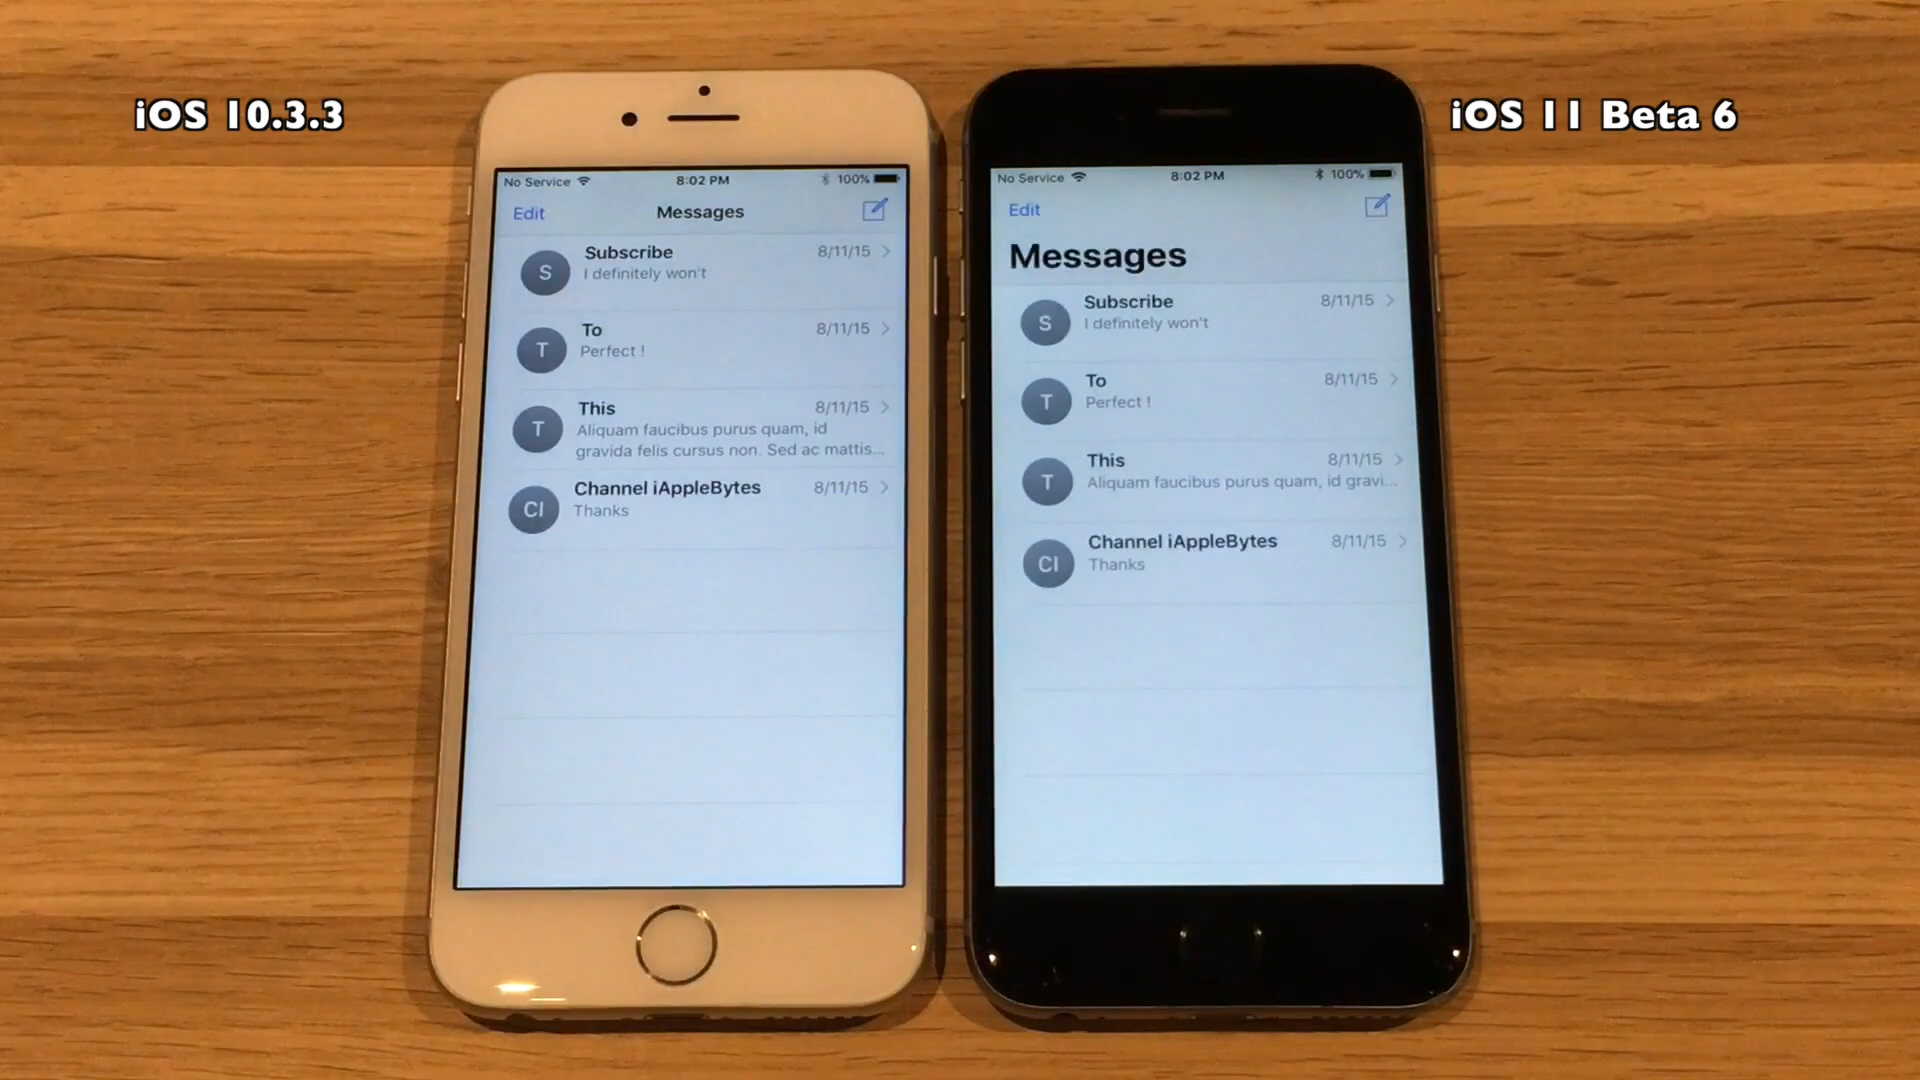 iOS 10.3.3
No Service
8:02 PM
100%
Edit
Messages
S
Subscribe
8/11/15
I definitely won't
T
To
8/11/15
Perfect !
T
This
8/11/15
Aliquam faucibus purus quam, id
gravida felis cursus non. Sed ac mattis...
CI
Channel iAppleBytes
8/11/15
Thanks
iOS 11 Beta 6
No Service
8:02 PM
100%
Edit
Messages
S
Subscribe
8/11/15
I definitely won't
T
To
8/11/15
Perfect !
T
This
8/11/15
Aliquam faucibus purus quam, id gravi...
CI
Channel iAppleBytes
8/11/15
Thanks